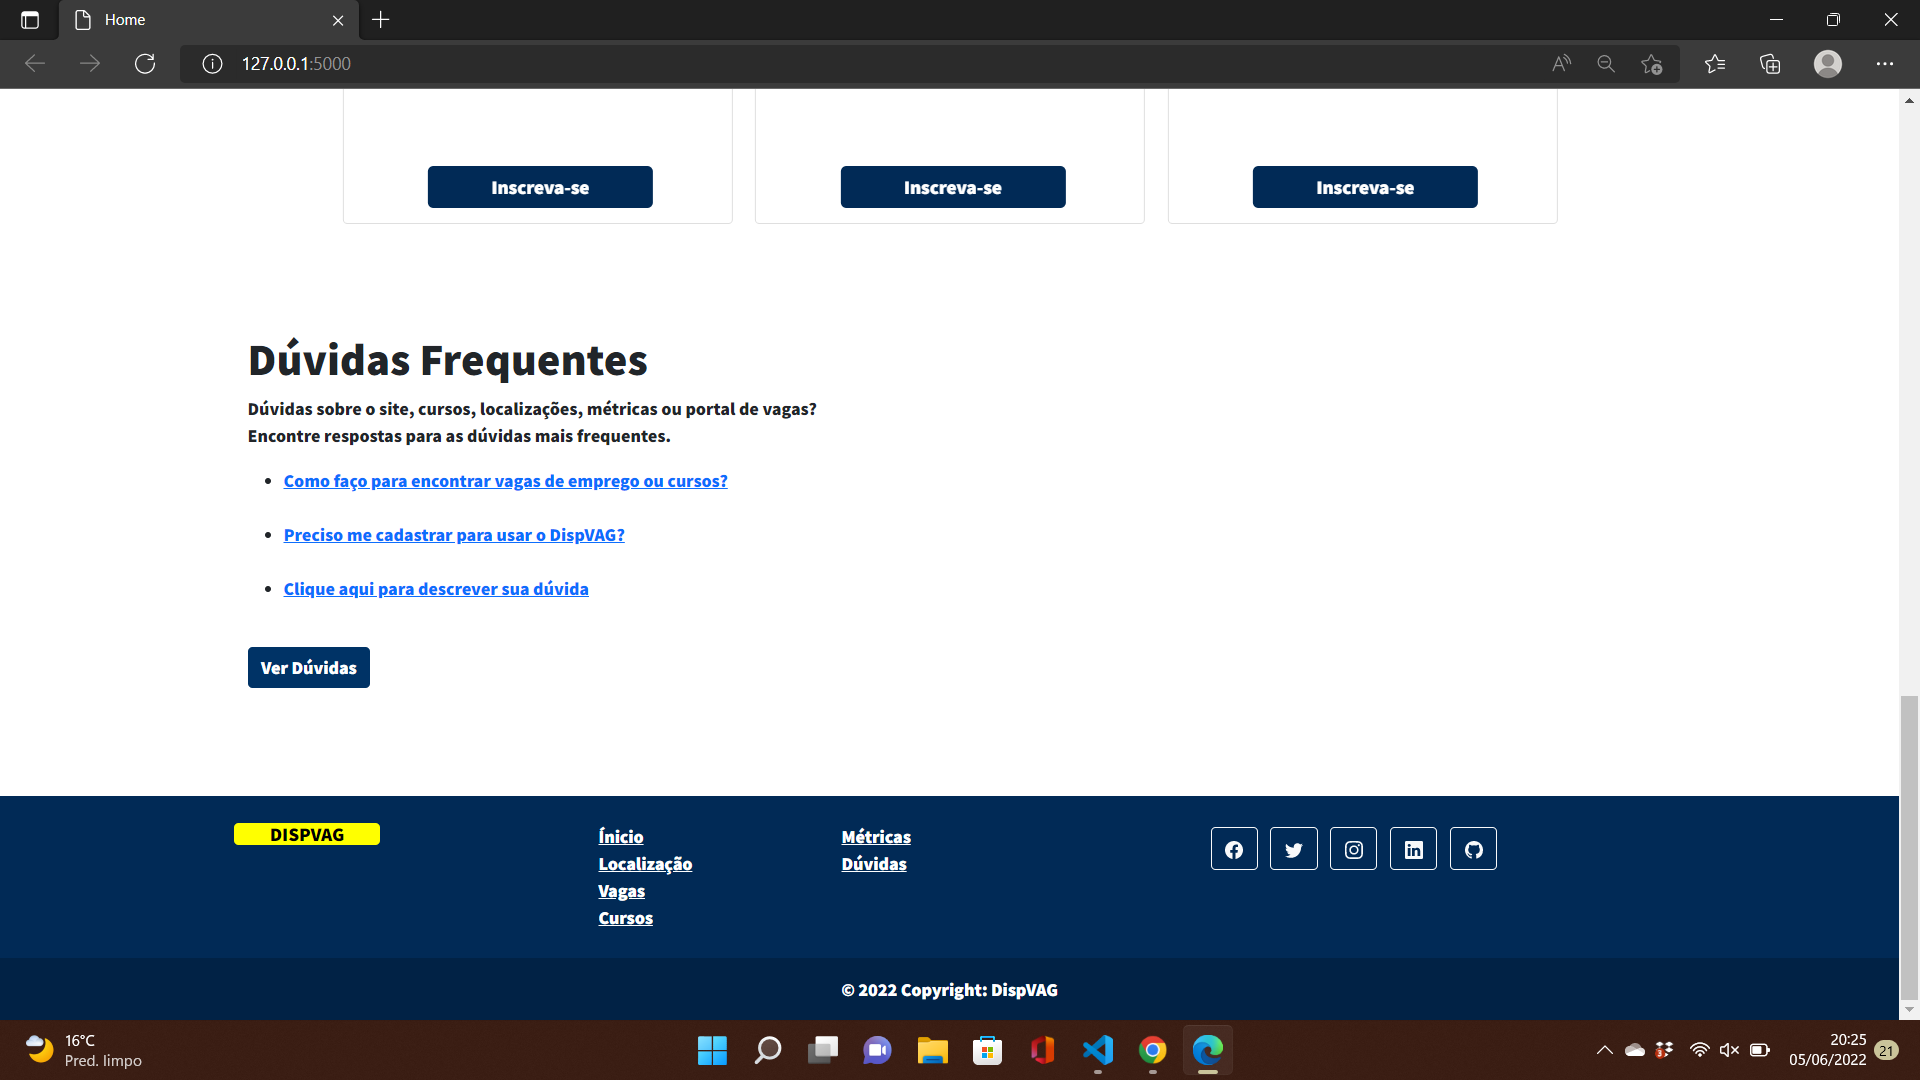 Home
127.0.0.1:5000
Inscreva-se
Inscreva-se
Inscreva-se
Dúvidas Frequentes
Dúvidas sobre o site, cursos, localizações, métricas ou portal de vagas?
Encontre respostas para as dúvidas mais frequentes.
Como faço para encontrar vagas de emprego ou cursos?
Preciso me cadastrar para usar o DispVAG?
Clique aqui para descrever sua dúvida
Ver Dúvidas
DISPVAG
Ínicio
Localização
Vagas
Cursos
Métricas
Dúvidas
© 2022 Copyright: DispVAG
16°C
Pred. limpo
3
20:25
05/06/2022
21